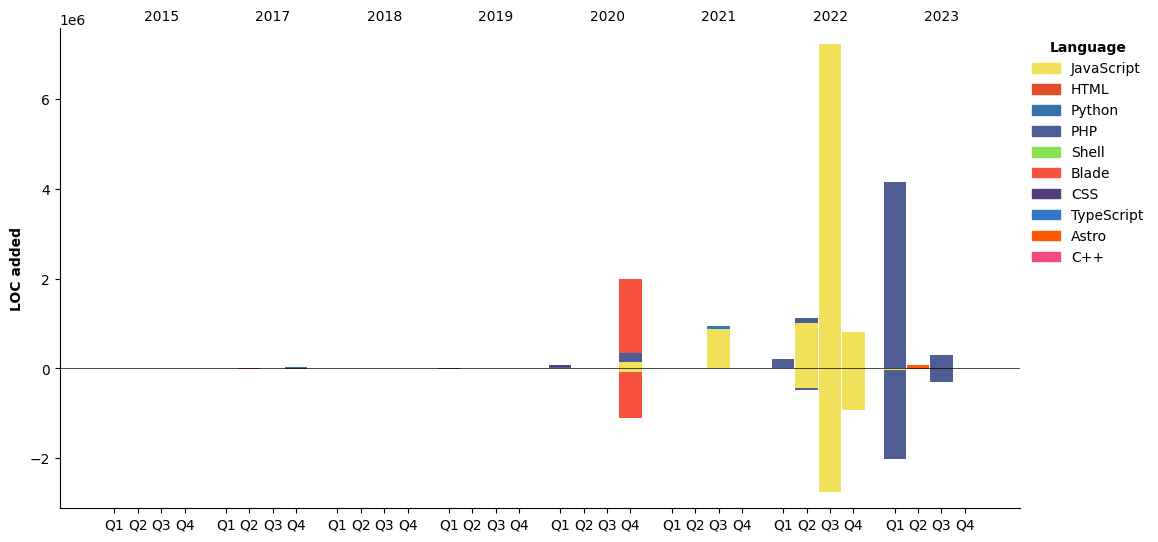 1e6
2015 2017 2018 2019 2020 2021 2022 2023
Language
JavaScript
HTML
Python
PHP
Shell
Blade
CSS
TypeScript
Astro
C++
6
4
2
0
−2
LOC added
Q1 Q2 Q3 Q4 Q1 Q2 Q3 Q4 Q1 Q2 Q3 Q4 Q1 Q2 Q3 Q4 Q1 Q2 Q3 Q4 Q1 Q2 Q3 Q4 Q1 Q2 Q3 Q4 Q1 Q2 Q3 Q4